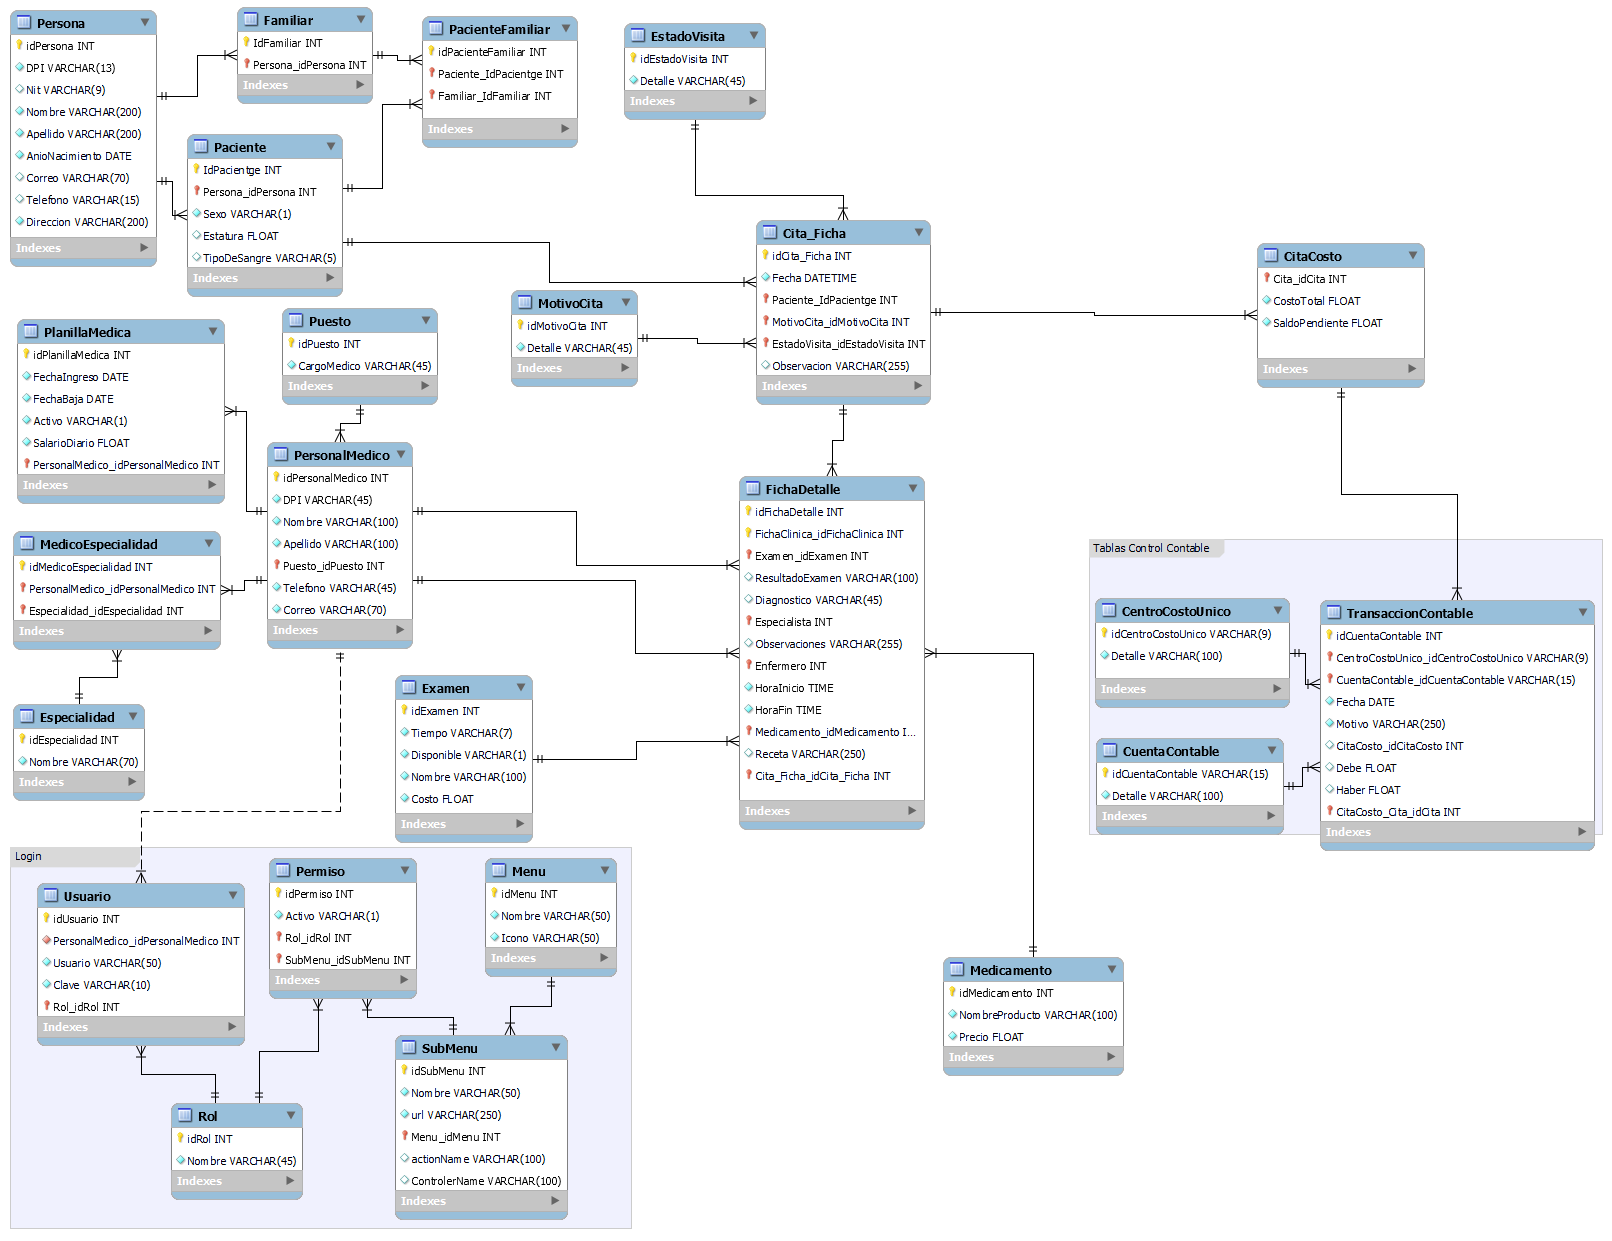 Persona
idPersona INT
DPI VARCHAR(13)
Nit VARCHAR(9)
Nombre VARCHAR(200)
Apellido VARCHAR(200)
AnioNacimiento DATE
Correo VARCHAR(70)
Telefono VARCHAR(15)
Direccion VARCHAR(200)
Indexes
Familiar
IdFamiliar INT
Persona_idPersona INT
Indexes
PacienteFamiliar
idPacienteFamiliar INT
Paciente_IdPacientge INT
Familiar_IdFamiliar INT
Indexes
EstadoVisita
idEstadoVisita INT
Detalle VARCHAR(45)
Indexes
Paciente
IdPacientge INT
Persona_idPersona INT
Sexo VARCHAR(1)
Estatura FLOAT
TipoDeSangre VARCHAR(5)
Indexes
Cita_Ficha
idCita_Ficha INT
Fecha DATETIME
Paciente_IdPacientge INT
MotivoCita_idMotivoCita INT
EstadoVisita_idEstadoVisita INT
Observacion VARCHAR(255)
Indexes
CitaCosto
Cita_idCita INT
CostoTotal FLOAT
SaldoPendiente FLOAT
Indexes
MotivoCita
idMotivoCita INT
Detalle VARCHAR(45)
Indexes
Puesto
idPuesto INT
CargoMedico VARCHAR(45)
Indexes
PlanillaMedica
idPlanillaMedica INT
FechaIngreso DATE
FechaBaja DATE
Activo VARCHAR(1)
SalarioDiario FLOAT
PersonalMedico_idPersonalMedico INT
Indexes
PersonalMedico
idPersonalMedico INT
DPI VARCHAR(45)
Nombre VARCHAR(100)
Apellido VARCHAR(100)
Puesto_idPuesto INT
Telefono VARCHAR(45)
Correo VARCHAR(70)
Indexes
FichaDetalle
idFichaDetalle INT
FichaClinica_idFichaClinica INT
Examen_idExamen INT
ResultadoExamen VARCHAR(100)
Diagnostico VARCHAR(45)
Especialista INT
Observaciones VARCHAR(255)
Enfermero INT
HoraInicio TIME
HoraFin TIME
Medicamento_idMedicamento I...
Receta VARCHAR(250)
Cita_Ficha_idCita_Ficha INT
Indexes
MedicoEspecialidad
idMedicoEspecialidad INT
PersonalMedico_idPersonalMedico INT
Especialidad_idEspecialidad INT
Indexes
Especialidad
idEspecialidad INT
Nombre VARCHAR(70)
Indexes
Examen
idExamen INT
Tiempo VARCHAR(7)
Disponible VARCHAR(1)
Nombre VARCHAR(100)
Costo FLOAT
Indexes
Tablas Control Contable
CentroCostoUnico
idCentroCostoUnico VARCHAR(9)
Detalle VARCHAR(100)
Indexes
CuentaContable
idCuentaContable VARCHAR(15)
Detalle VARCHAR(100)
Indexes
TransaccionContable
idCuentaContable INT
CentroCostoUnico_idCentroCostoUnico VARCHAR(9)
CuentaContable_idCuentaContable VARCHAR(15)
Fecha DATE
Motivo VARCHAR(250)
CitaCosto_idCitaCosto INT
Debe FLOAT
Haber FLOAT
CitaCosto_Cita_idCita INT
Indexes
Login
Usuario
idUsuario INT
PersonalMedico_idPersonalMedico INT
Usuario VARCHAR(50)
Clave VARCHAR(10)
Rol_idRol INT
Indexes
Permiso
idPermiso INT
Activo VARCHAR(1)
Rol_idRol INT
SubMenu_idSubMenu INT
Indexes
Menu
idMenu INT
Nombre VARCHAR(50)
Icono VARCHAR(50)
Indexes
Rol
idRol INT
Nombre VARCHAR(45)
Indexes
SubMenu
idSubMenu INT
Nombre VARCHAR(50)
url VARCHAR(250)
Menu_idMenu INT
actionName VARCHAR(100)
ControlerName VARCHAR(100)
Indexes
Medicamento
idMedicamento INT
NombreProducto VARCHAR(100)
Precio FLOAT
Indexes